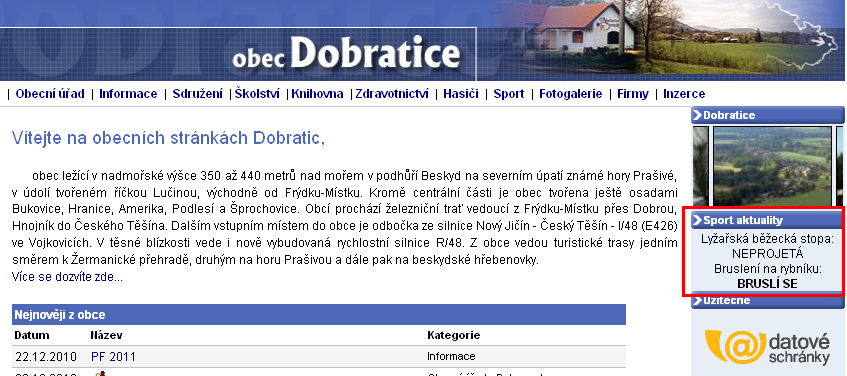 obec Dobratice
| Obecní úřad | Informace | Sdružení | Školství | Knihovna | Zdravotnictví | Hasiči | Sport | Fotogalerie | Firmy | Inzerce
Vítejte na obecních stránkách Dobratic,
obec ležící v nadmořské výšce 350 až 440 metrů nad mořem v podhůří Beskyd na severním úpatí známé hory Prašivé,
v údolí tvořeném říčkou Lučinou, východně od Frýdku-Místku. Kromě centrální části je obec tvořena ještě osadami
Bukovice, Hranice, Amerika, Podlesí a Šprochovice. Obcí prochází železniční trať vedoucí z Frýdku-Místku přes Dobrou,
Hnojník do Českého Těšína. Dalším vstupním místem do obce je odbočka ze silnice Nový Jičín - Český Těšín - I/48 (E426)
ve Vojkovicích. V těsné blízkosti vede i nově vybudovaná rychlostní silnice R/48. Z obce vedou turistické trasy jedním
směrem k Žermanické přehradě, druhým na horu Prašivou a dále pak na beskydské hřebenovky.
Více se dozvíte zde...
Nejnověji z obce
Datum Název Kategorie
22.12.2010 PF 2011 Informace
Dobratice
Sport aktuality
Lyžařská běžecká stopa:
NEPROJETÁ
Bruslení na rybníku:
BRUSLÍ SE
Užitečné
datové
schránky